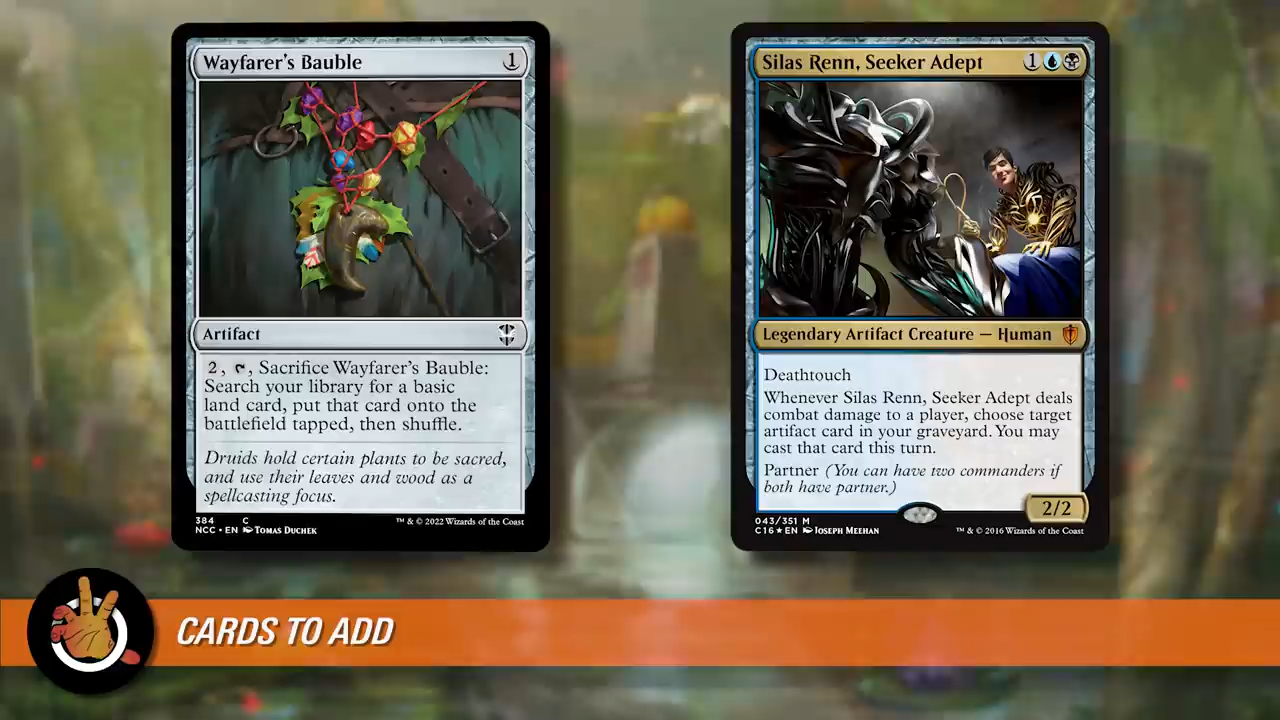 Wayfarer's Bauble 1
Artifact
2, , Sacrifice Wayfarer's Bauble:
Search your library for a basic
land card, put that card onto the
battlefield tapped, then shuffle.
Druids hold certain plants to be sacred,
and use their leaves and wood as a
spellcasting focus.
384 C
NCC • EN Tomas Duchek
™ & © 2022 Wizards of the Coast
Silas Renn, Seeker Adept 1
Legendary Artifact Creature — Human
Deathtouch
Whenever Silas Renn, Seeker Adept deals
combat damage to a player, choose target
artifact card in your graveyard. You may
cast that card this turn.
Partner (You can have two commanders if
both have partner.)
2/2
043/351 M
C16 ★ EN Joseph Meehan
™ & © 2016 Wizards of the Coast
CARDS TO ADD